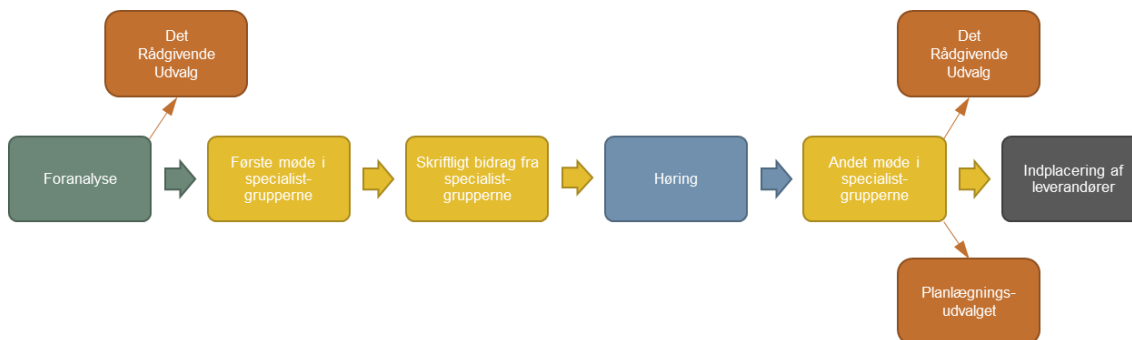 Det
Rådgivende
Udvalg
Det
Rådgivende
Udvalg
Foranalyse
Første møde i
specialist-
grupperne
Skriftligt bidrag fra
specialist-
grupperne
Høring
Andet møde i
specialist-
grupperne
Indplacering af
leverandører
Planlægnings-
udvalget